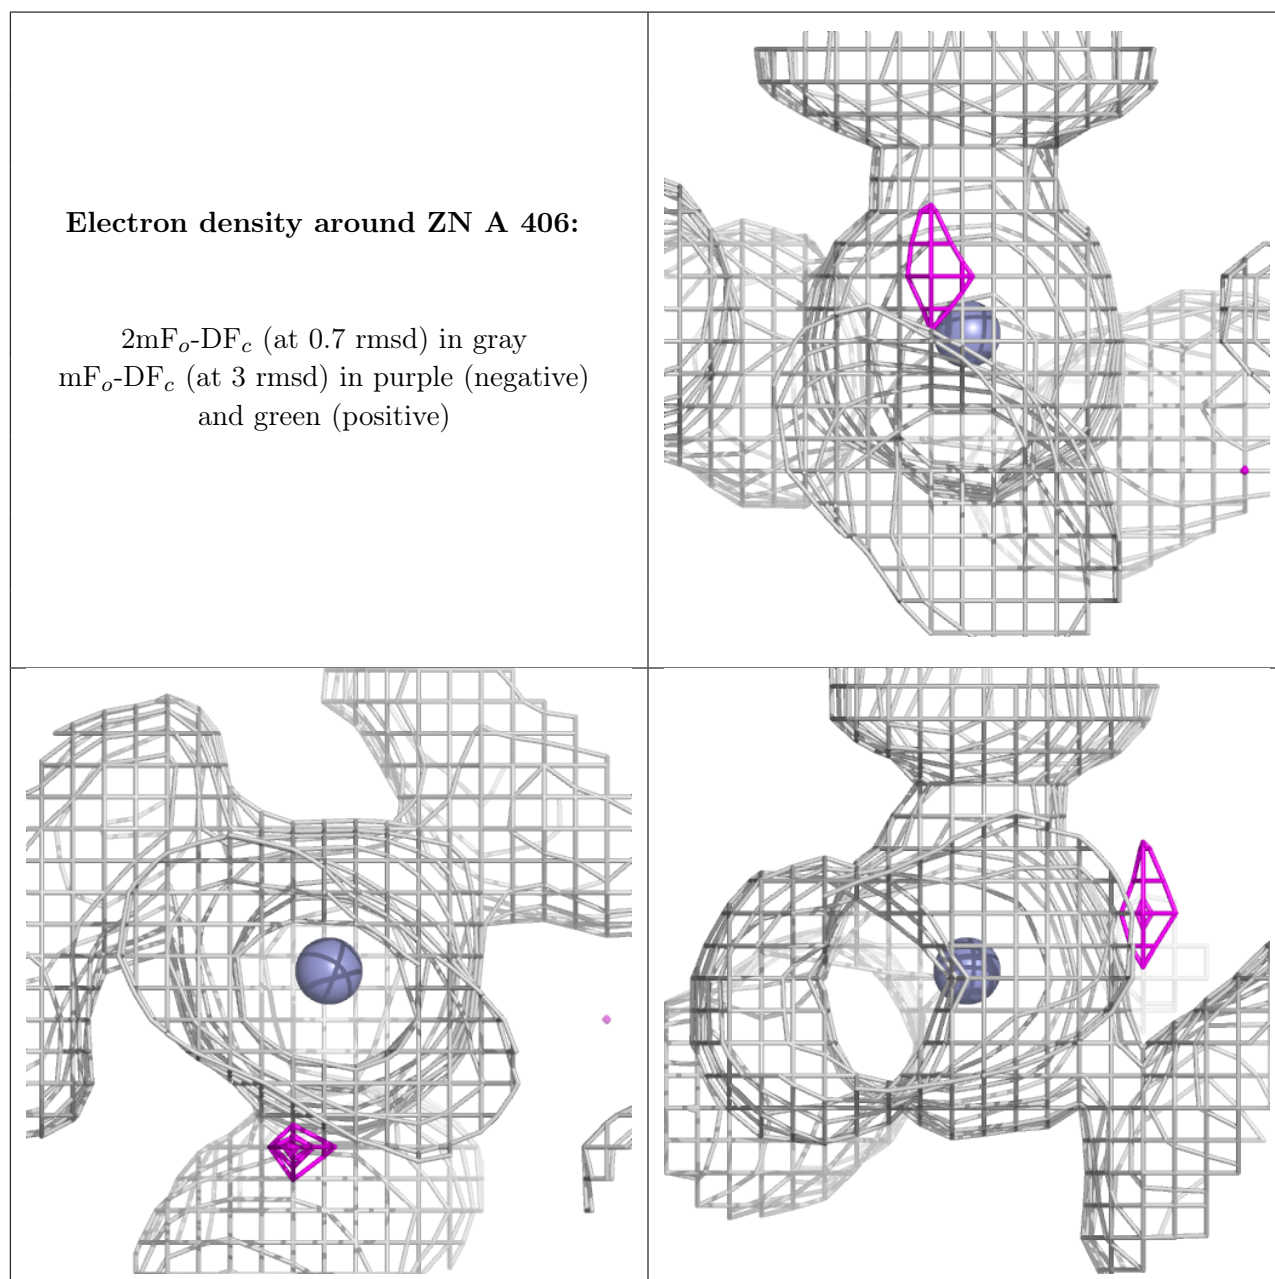 Electron density around ZN A 406:
2mFo-DFc (at 0.7 rmsd) in gray
mFo-DFc (at 3 rmsd) in purple (negative)
and green (positive)